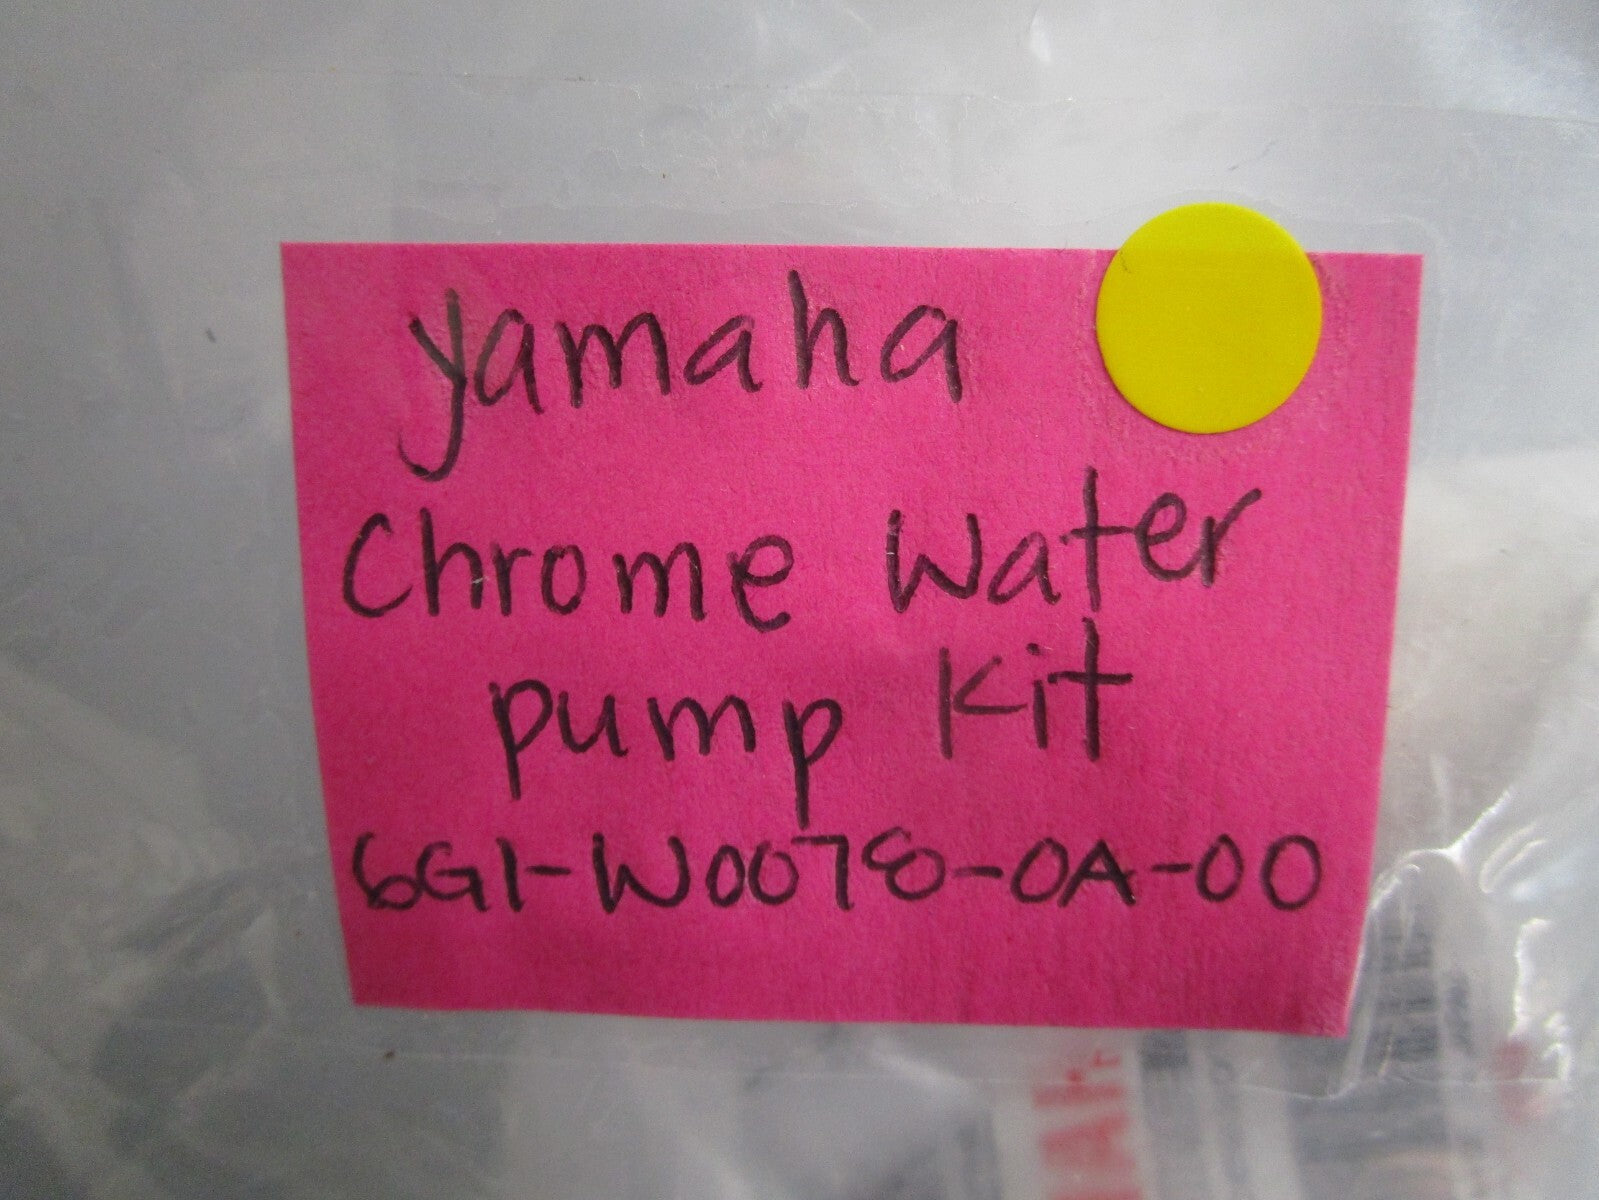 yamaha
Chrome Water
pump Kit
6G1-W0078-0A-00